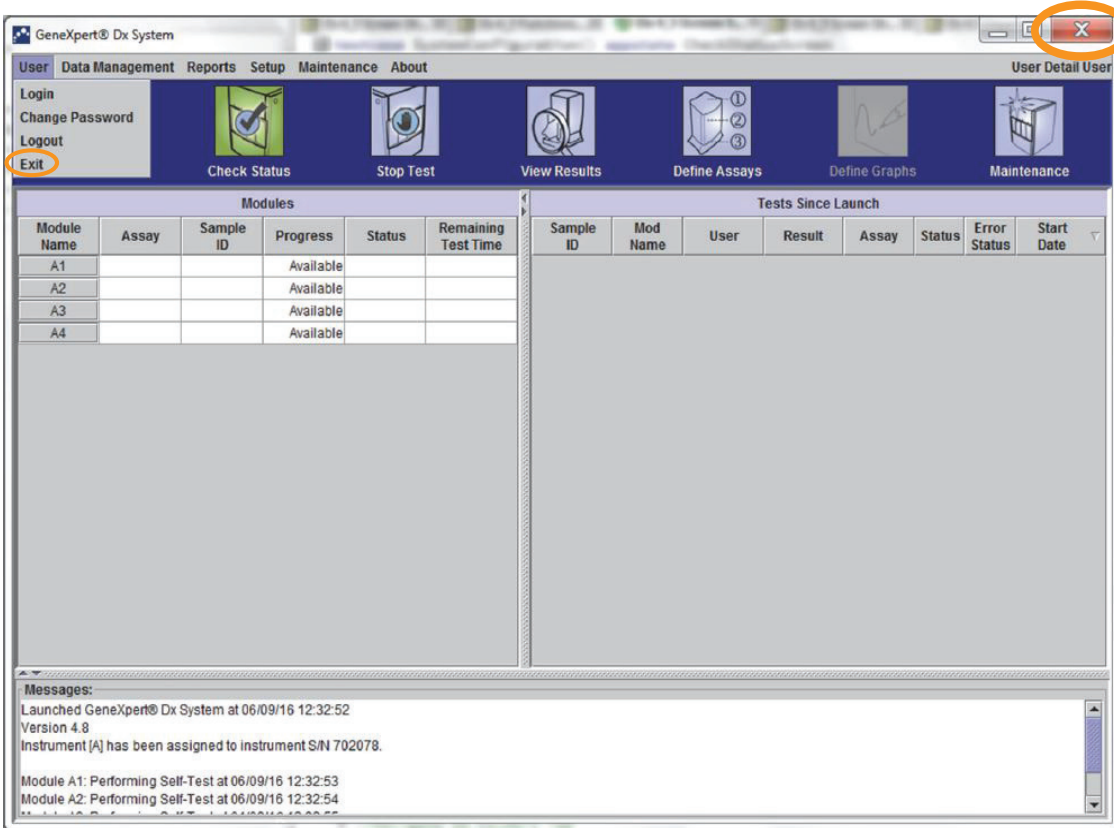 GeneXpert® Dx System
User Data Management Reports Setup Maintenance About User Detail User
Login
Change Password
Logout
Exit
Check Status Stop Test View Results Define Assays Define Graphs Maintenance
① ② ③
Modules
Module Name Assay Sample ID Progress Status Remaining Test Time
A1 Available
A2 Available
A3 Available
A4 Available
Tests Since Launch
Sample ID Mod Name User Result Assay Status Error Status Start Date
Messages:
Launched GeneXpert® Dx System at 06/09/16 12:32:52
Version 4.8
Instrument [A] has been assigned to instrument S/N 702078.
Module A1: Performing Self-Test at 06/09/16 12:32:53
Module A2: Performing Self-Test at 06/09/16 12:32:54